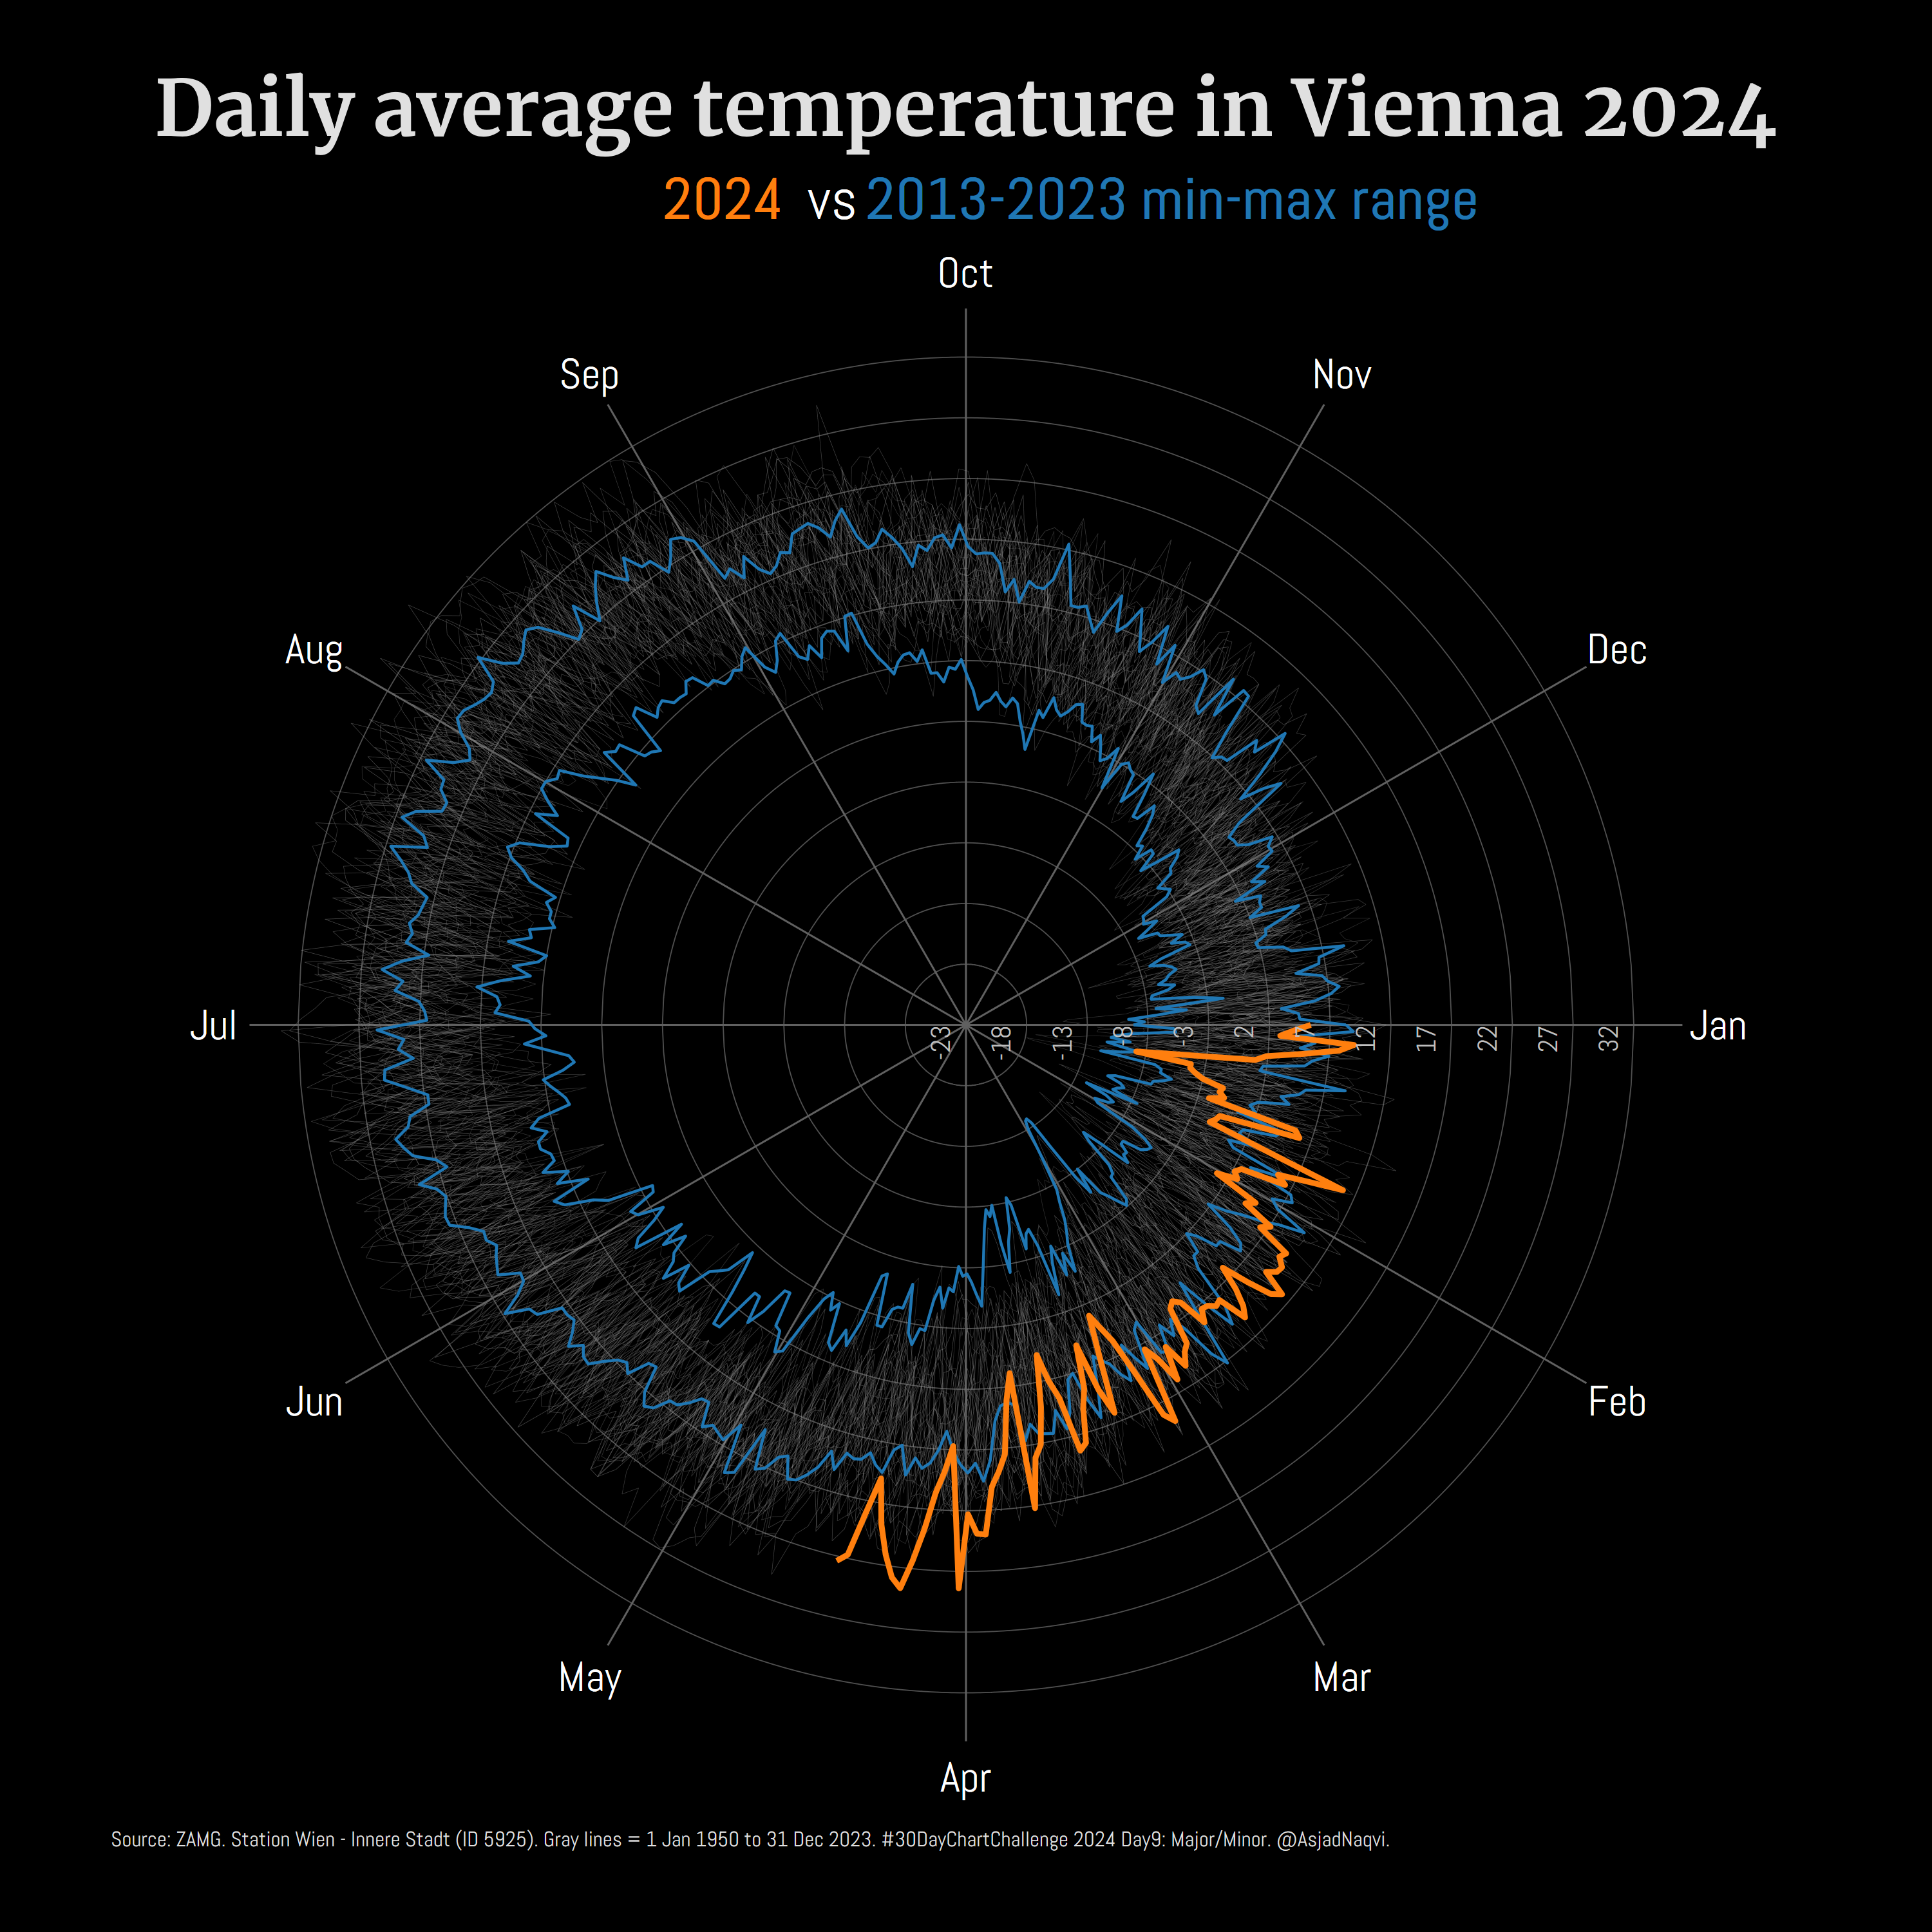 Daily average temperature in Vienna 2024
2024 vs 2013-2023 min-max range
Oct
Sep
Nov
Aug
Dec
Jul
-23 -18 -13 -8 -3 2 7 12 17 22 27 32
Jan
Jun
Feb
May
Mar
Apr
Source: ZAMG. Station Wien - Innere Stadt (ID 5925). Gray lines = 1 Jan 1950 to 31 Dec 2023. #30DayChartChallenge 2024 Day9: Major/Minor. @AsjadNaqvi.